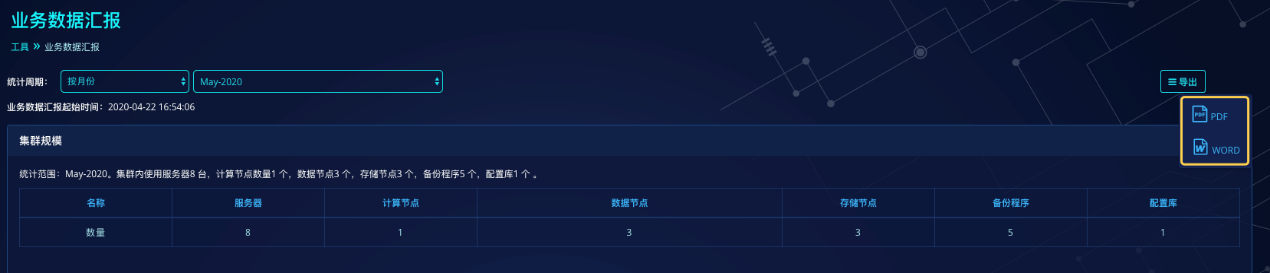 业务数据汇报
工具 » 业务数据汇报
统计周期： 按月份 May-2020 导出
业务数据汇报起始时间：2020-04-22 16:54:06
PDF PDF
集群规模
W WORD
统计范围：May-2020。集群内使用服务器8 台，计算节点数量1 个，数据节点3 个，存储节点3 个，备份程序5 个，配置库1 个 。
名称 服务器 计算节点 数据节点 存储节点 备份程序 配置库
数量 8 1 3 3 5 1